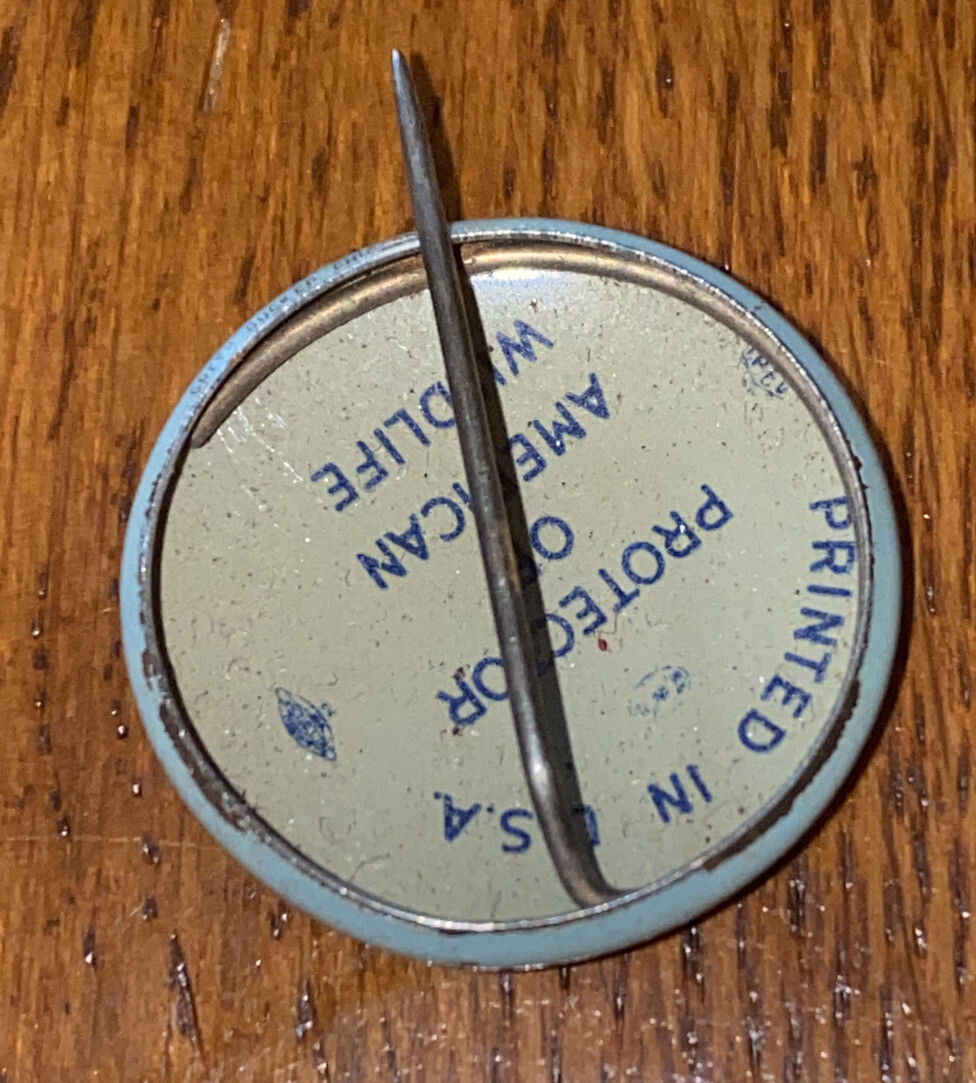 PROTECTOR
OF
AMERICAN
WILDLIFE
PRINTED IN U.S.A.